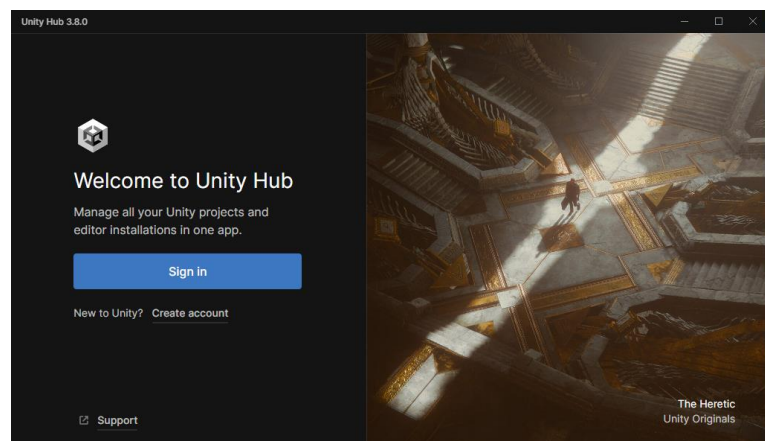 Unity Hub 3.8.0
Welcome to Unity Hub
Manage all your Unity projects and
editor installations in one app.
Sign in
New to Unity? Create account
Support
The Heretic
Unity Originals